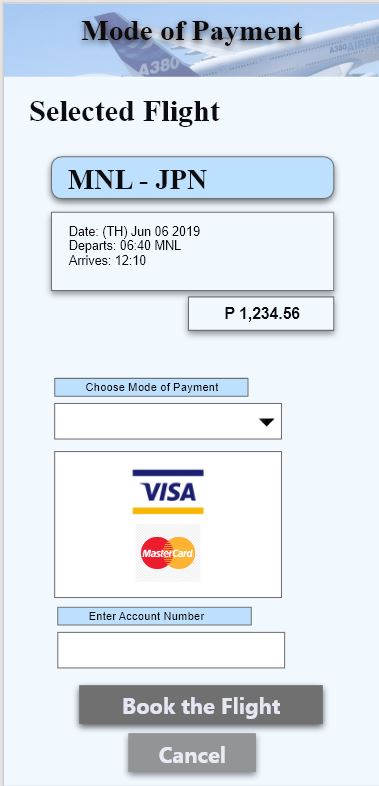 Mode of Payment
A380
A380 AIRBUS
Selected Flight
MNL - JPN
Date: (TH) Jun 06 2019
Departs: 06:40 MNL
Arrives: 12:10
P 1,234.56
Choose Mode of Payment
VISA
MasterCard
Enter Account Number
Book the Flight
Cancel